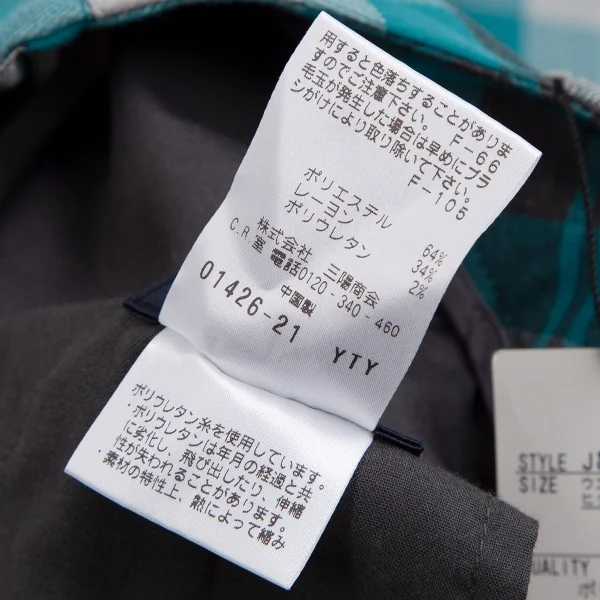 用すると色落ちすることがありま
すのでご注意下さい。 F-66
毛玉が発生した場合は早めにブラ
シがけにより取り除いて下さい。
F-105
ポリエステル 64%
レーヨン 34%
ポリウレタン 2%
株式会社 三陽商会
C.R.室 電話0120-340-460
中国製
01426-21 YTY
ポリウレタン糸を使用しています。
・ポリウレタンは年月の経過と共
に劣化し、飛び出したり、伸縮
性が失われることがあります。
・素材の特性上、熱によって縮み
STYLE
SIZE ウエ
UALITY
ポ